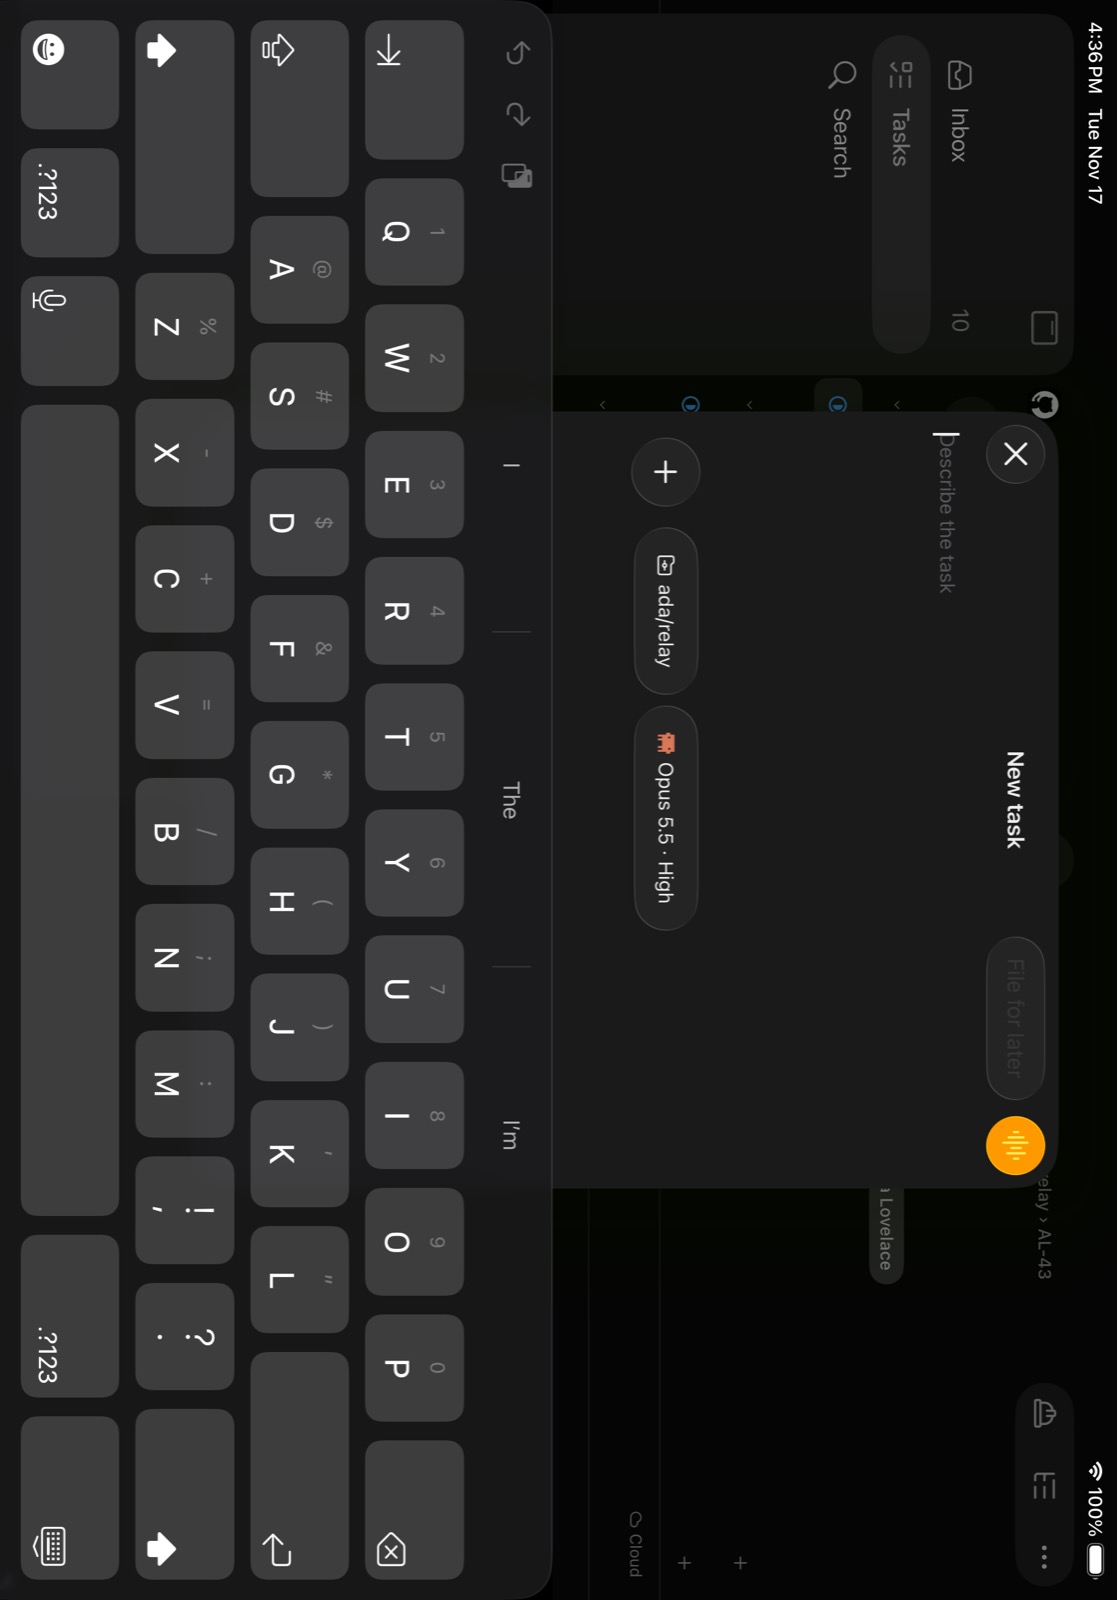 4:36 PM Tue Nov 17
100%
Inbox 10
Tasks
Search
New task
File for later
relay › AL-43
Describe the task
Lovelace
ada/relay
Opus 5.5 · High
Cloud
I The I'm
1 2 3 4 5 6 7 8 9 0
Q W E R T Y U I O P
@ # $ & * ( ) ' "
A S D F G H J K L
% - + = / ; : ! ?
Z X C V B N M , .
.?123 .?123